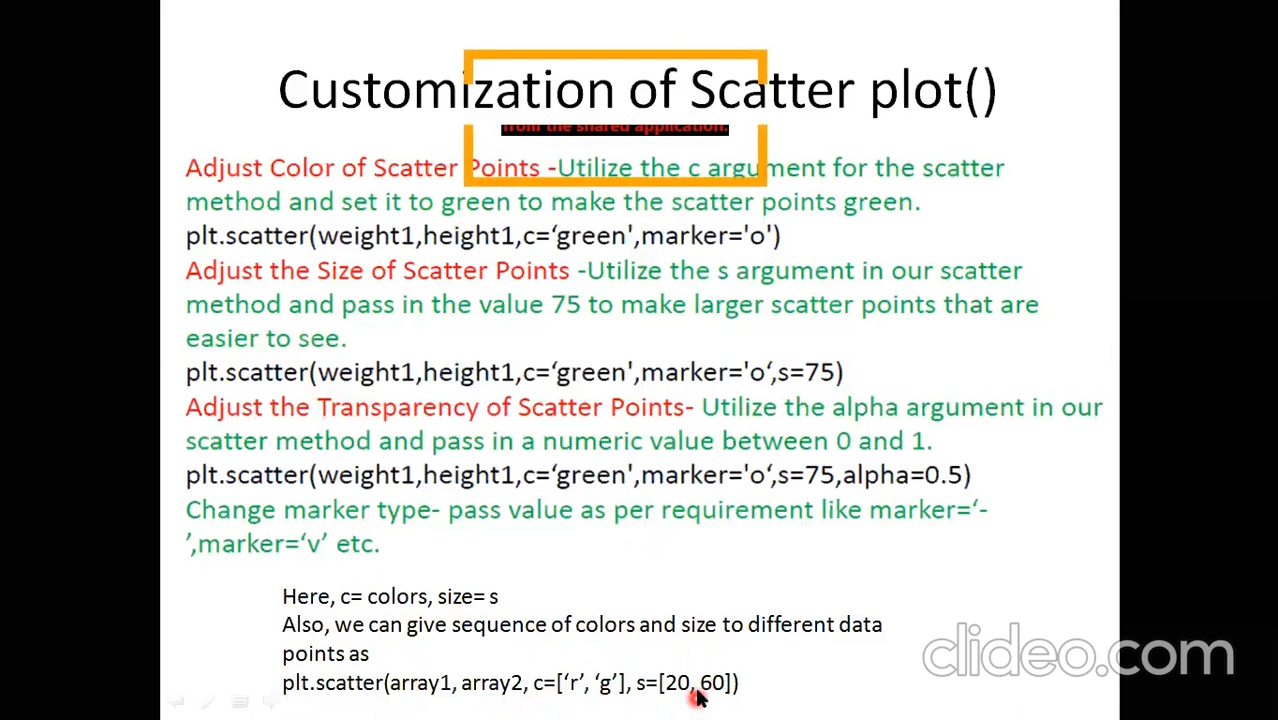 Customization of Scatter plot()
from the shared application.
Adjust Color of Scatter Points -Utilize the c argument for the scatter
method and set it to green to make the scatter points green.
plt.scatter(weight1,height1,c=‘green',marker='o')
Adjust the Size of Scatter Points -Utilize the s argument in our scatter
method and pass in the value 75 to make larger scatter points that are
easier to see.
plt.scatter(weight1,height1,c=‘green',marker='o‘,s=75)
Adjust the Transparency of Scatter Points- Utilize the alpha argument in our
scatter method and pass in a numeric value between 0 and 1.
plt.scatter(weight1,height1,c=‘green',marker='o‘,s=75,alpha=0.5)
Change marker type- pass value as per requirement like marker=‘-
’,marker=‘v’ etc.
Here, c= colors, size= s
Also, we can give sequence of colors and size to different data
points as
plt.scatter(array1, array2, c=[‘r’, ‘g’], s=[20, 60])
clideo.com